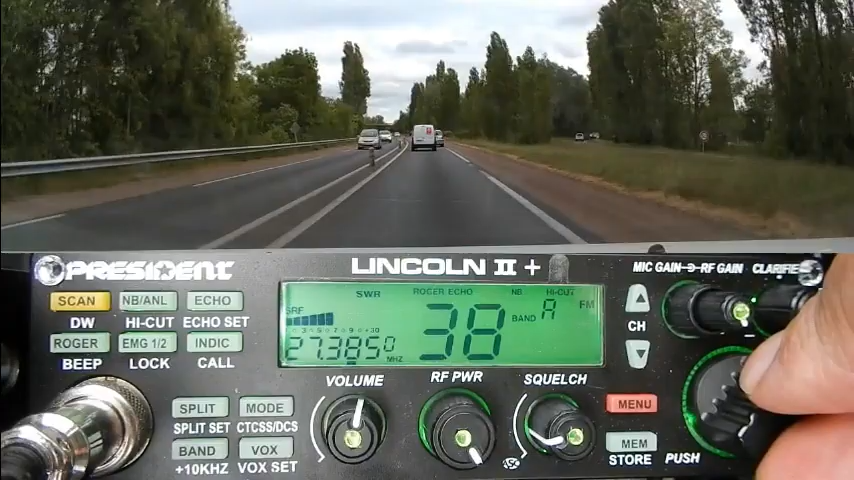 PRESIDENT
LINCOLN II +
MIC GAIN RF GAIN CLARIFIER
SCAN NB/ANL ECHO
DW HI-CUT ECHO SET
ROGER EMG 1/2 INDIC
BEEP LOCK CALL
SWR ROGER ECHO NB HI-CUT
SRF FM
38 BAND A
27.3850 MHZ
CH
VOLUME RF PWR SQUELCH
SPLIT MODE
SPLIT SET CTCSS/DCS
BAND VOX
+10KHz VOX SET
MENU
MEM
STORE PUSH
ASC